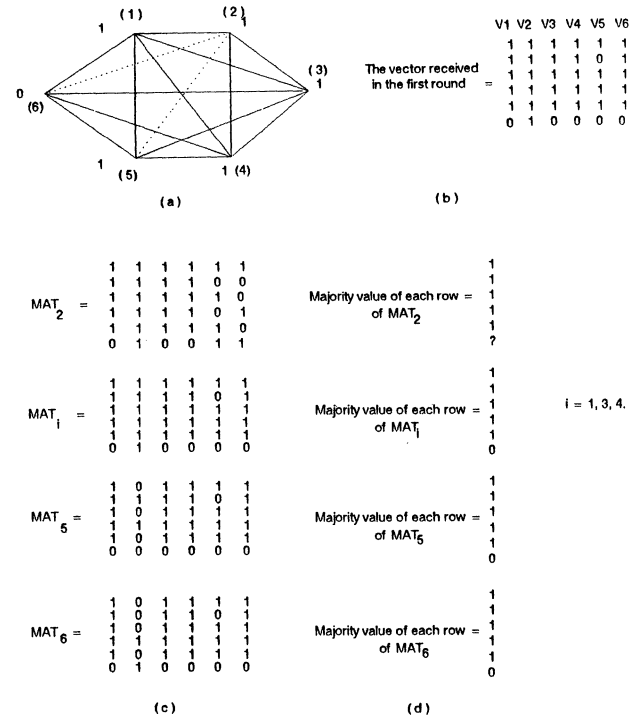 (1) (2)
1 1
(3)
1
0
(6)
1 1 (4)
(5)
(a)
V1 V2 V3 V4 V5 V6
1 1 1 1 1 1
1 1 1 1 0 1
1 1 1 1 1 1
1 1 1 1 1 1
1 1 1 1 1 1
0 1 0 0 0 0
The vector received
in the first round =
(b)
MAT2 =
1 1 1 1 1 1
1 1 1 1 0 0
1 1 1 1 1 0
1 1 1 1 0 1
1 1 1 1 1 0
0 1 0 0 1 1
Majority value of each row =
of MAT2
1
1
1
1
1
?
MATi =
1 1 1 1 1 1
1 1 1 1 0 1
1 1 1 1 1 1
1 1 1 1 1 1
1 1 1 1 1 1
0 1 0 0 0 0
Majority value of each row =
of MATi
1
1
1
1
1
0
i = 1, 3, 4.
MAT5 =
1 0 1 1 1 1
1 1 1 1 0 1
1 0 1 1 1 1
1 1 1 1 1 1
1 0 1 1 1 1
0 0 0 0 0 0
Majority value of each row =
of MAT5
1
1
1
1
1
0
MAT6 =
1 0 1 1 1 1
1 0 1 1 0 1
1 0 1 1 1 1
1 1 1 1 1 1
1 0 1 1 1 1
0 1 0 0 0 0
Majority value of each row =
of MAT6
1
1
1
1
1
0
(c) (d)